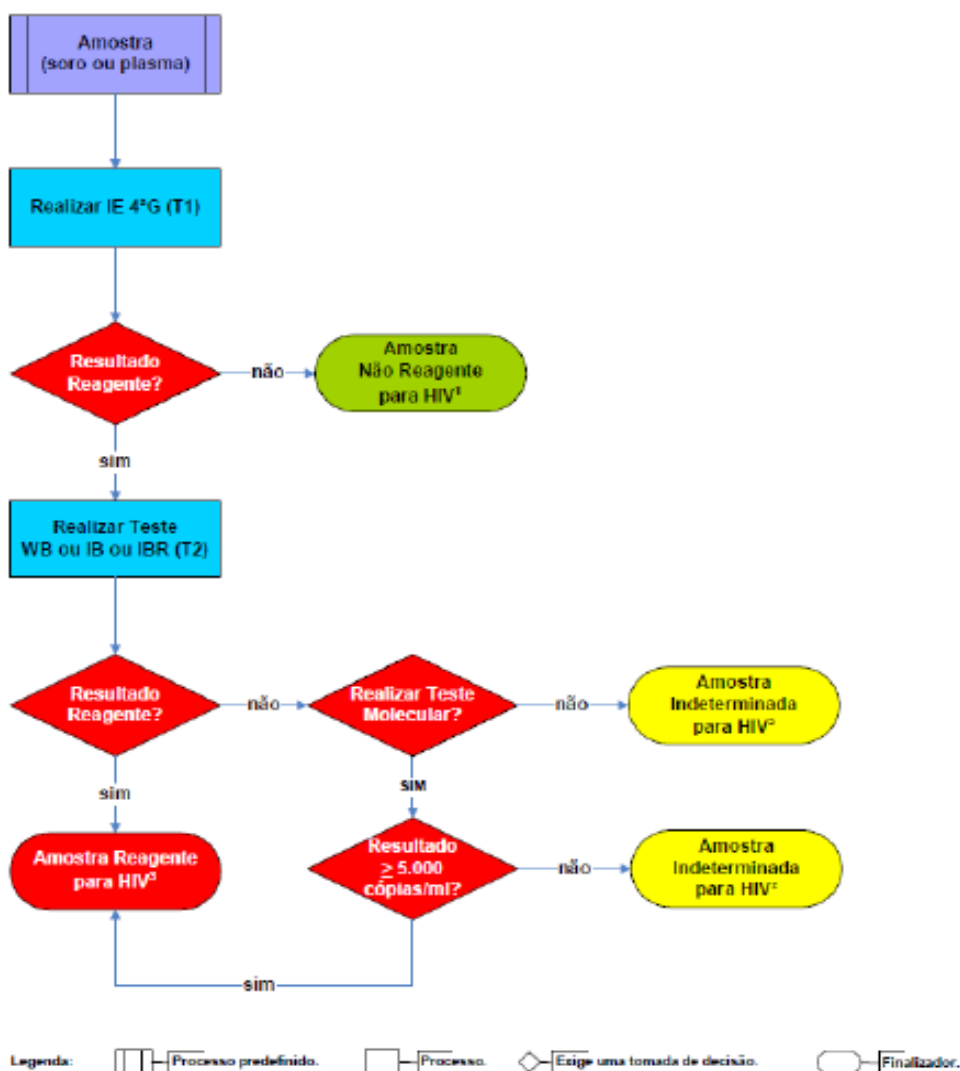 Amostra
(soro ou plasma)
Realizar IE 4ªG (T1)
Resultado
Reagente?
não
Amostra
Não Reagente
para HIV¹
sim
Realizar Teste
WB ou IB ou IBR (T2)
Resultado
Reagente?
não
Realizar Teste
Molecular?
não
Amostra
Indeterminada
para HIV²
sim
SIM
Amostra Reagente
para HIV³
Resultado
≥ 5.000
cópias/ml?
não
Amostra
Indeterminada
para HIV²
sim
Legenda:
Processo predefinido.
Processo.
Exige uma tomada de decisão.
Finalizador.